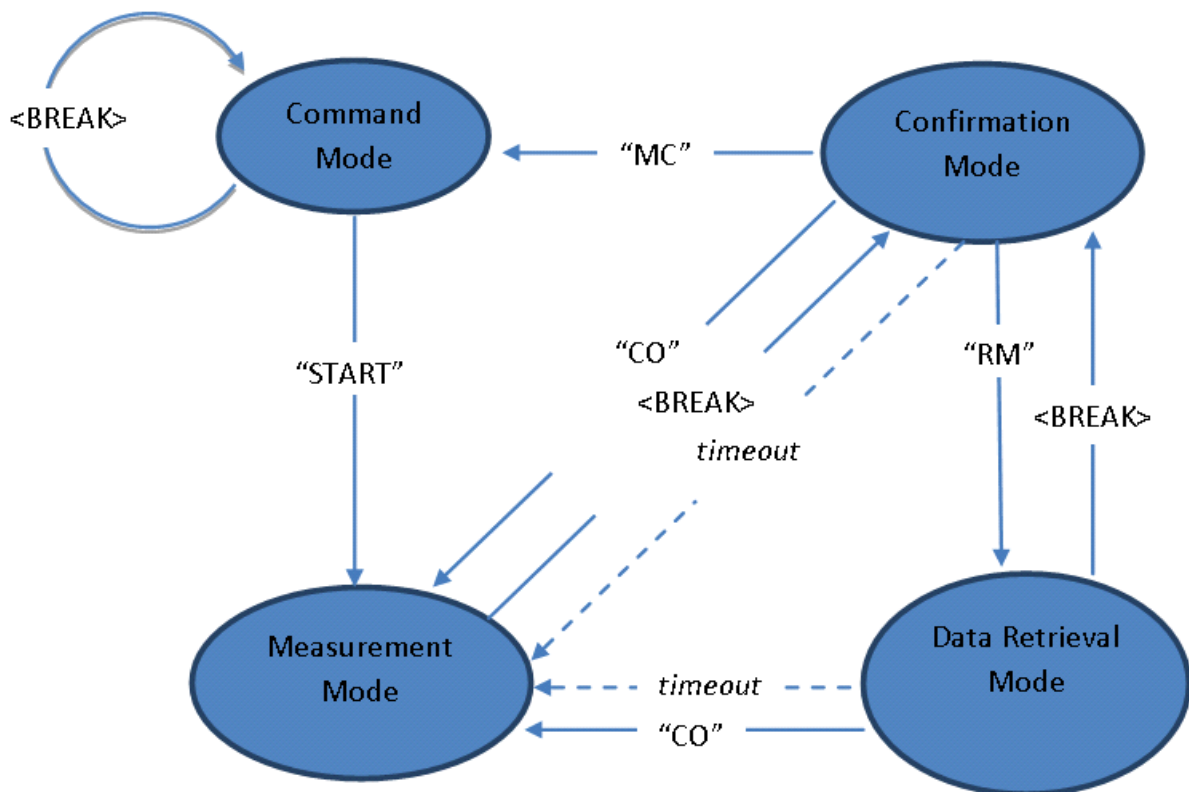 Command
Mode
<BREAK>
Confirmation
Mode
“MC”
“START”
“CO”
<BREAK>
timeout
“RM”
<BREAK>
Measurement
Mode
Data Retrieval
Mode
timeout
“CO”